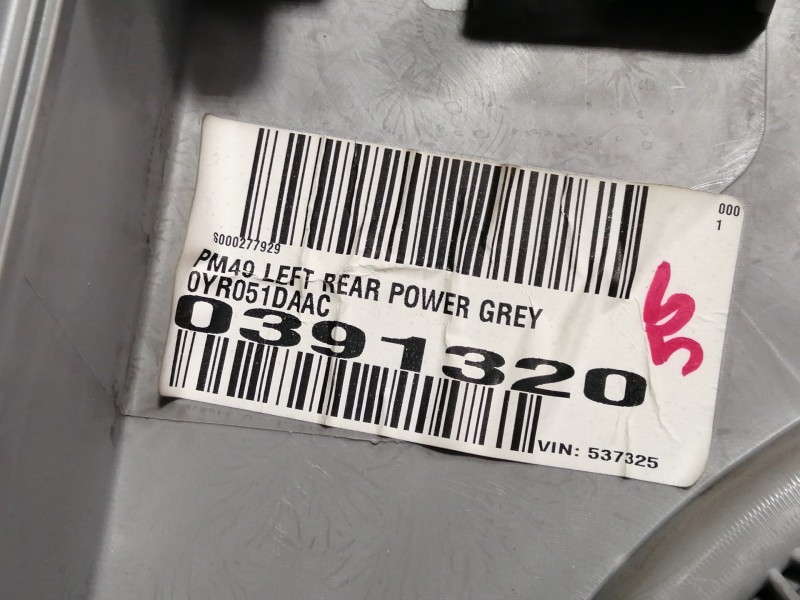 000
1
S000277929
PM49 LEFT REAR POWER GREY
0YR051DAAC
0391320
VIN: 537325